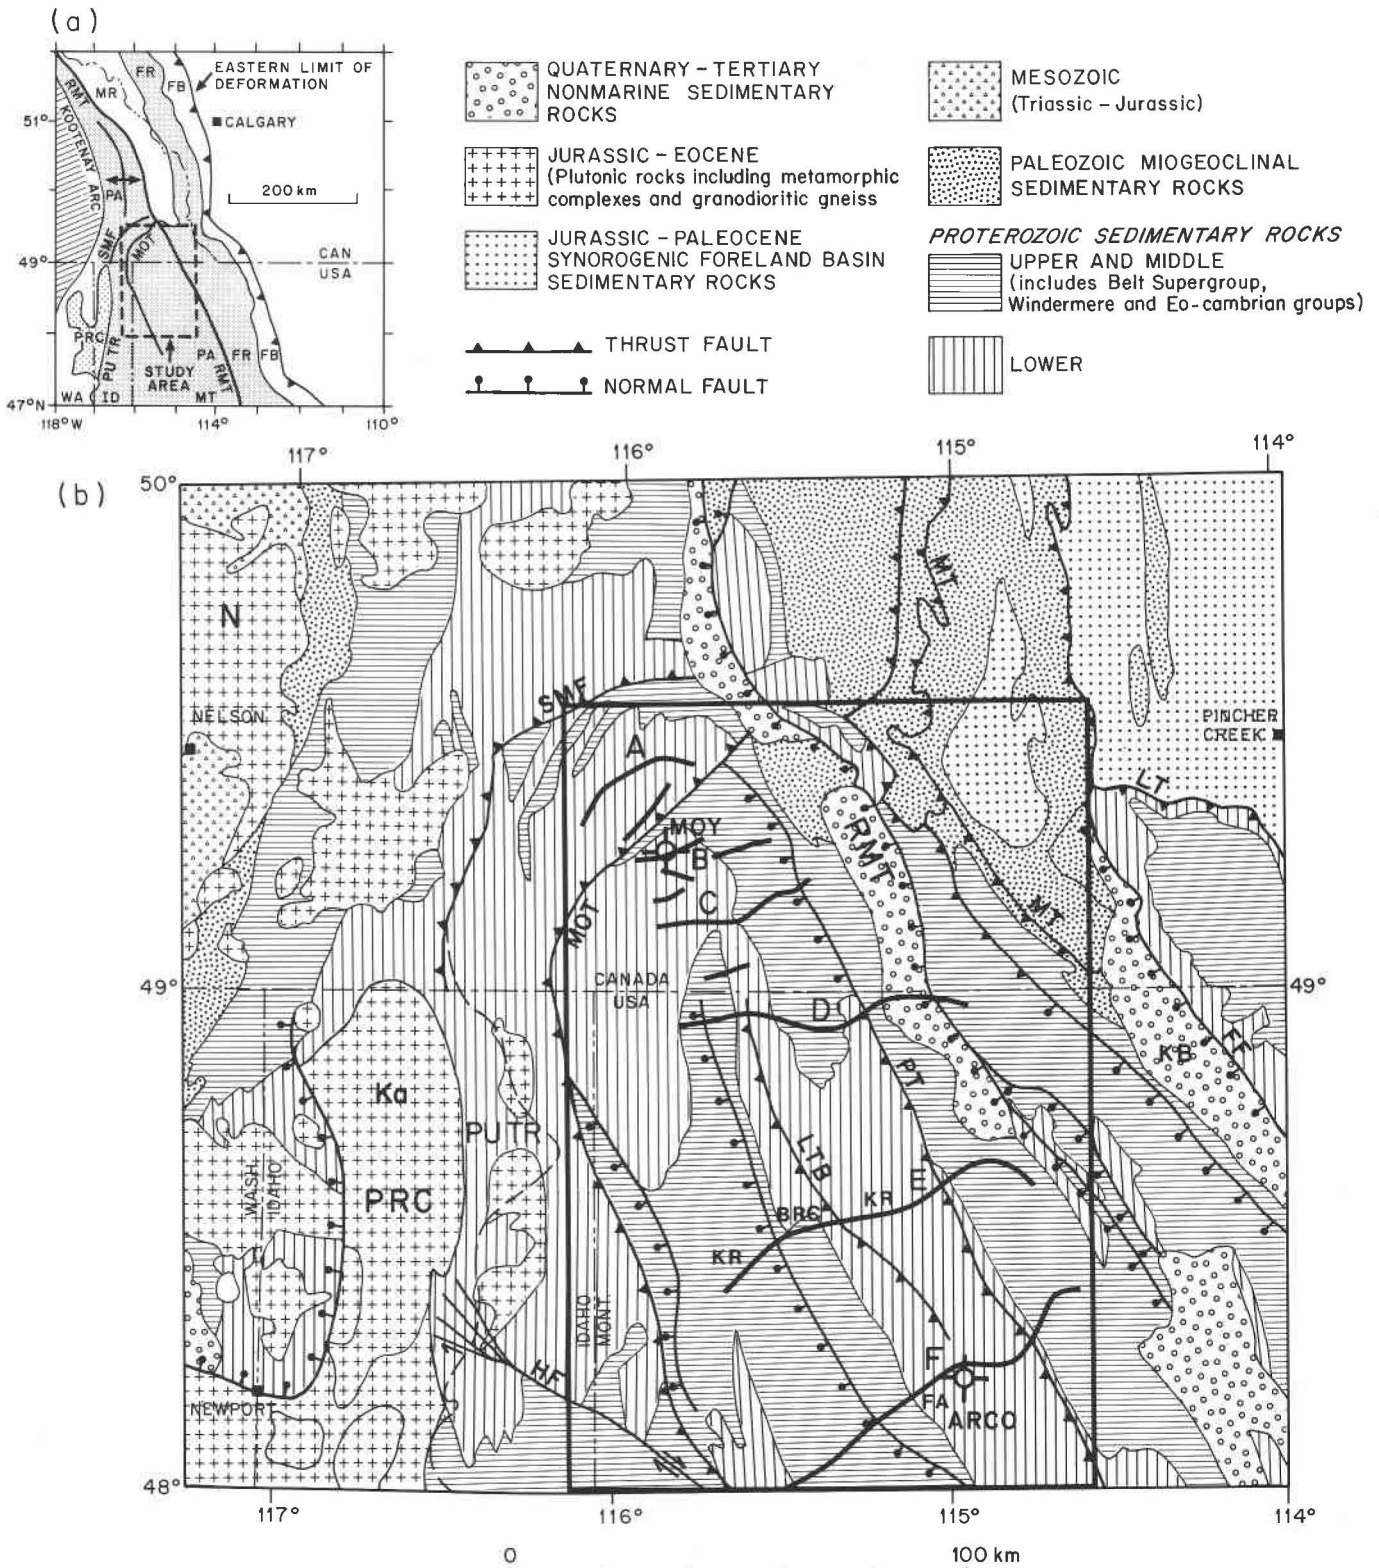 (a)
RMT
MR
FR
FB
EASTERN LIMIT OF
DEFORMATION
51°
CALGARY
KOOTENAY ARC
PA
200 km
SMF
MOT
CAN
49°
USA
PRC
PU TR
STUDY
AREA
PA
RMT
FR
FB
WA
ID
MT
47°N
118°W
114°
110°
QUATERNARY – TERTIARY
NONMARINE SEDIMENTARY
ROCKS
JURASSIC – EOCENE
(Plutonic rocks including metamorphic
complexes and granodioritic gneiss
JURASSIC – PALEOCENE
SYNOROGENIC FORELAND BASIN
SEDIMENTARY ROCKS
THRUST FAULT
NORMAL FAULT
MESOZOIC
(Triassic – Jurassic)
PALEOZOIC MIOGEOCLINAL
SEDIMENTARY ROCKS
PROTEROZOIC SEDIMENTARY ROCKS
UPPER AND MIDDLE
(includes Belt Supergroup,
Windermere and Eo-cambrian groups)
LOWER
(b)
117°
116°
115°
114°
50°
MT
N
SMF
NELSON
PINCHER
CREEK
A
LT
MOY
B
RMT
C
MT
MOT
CANADA
49°
USA
49°
D
FF
KB
Ka
PT
PUTR
LTB
WASH.
IDAHO
E
PRC
KR
BRC
KR
IDAHO
MONT.
F
HF
FA
NEWPORT
ARCO
48°
117°
116°
115°
114°
0
100 km